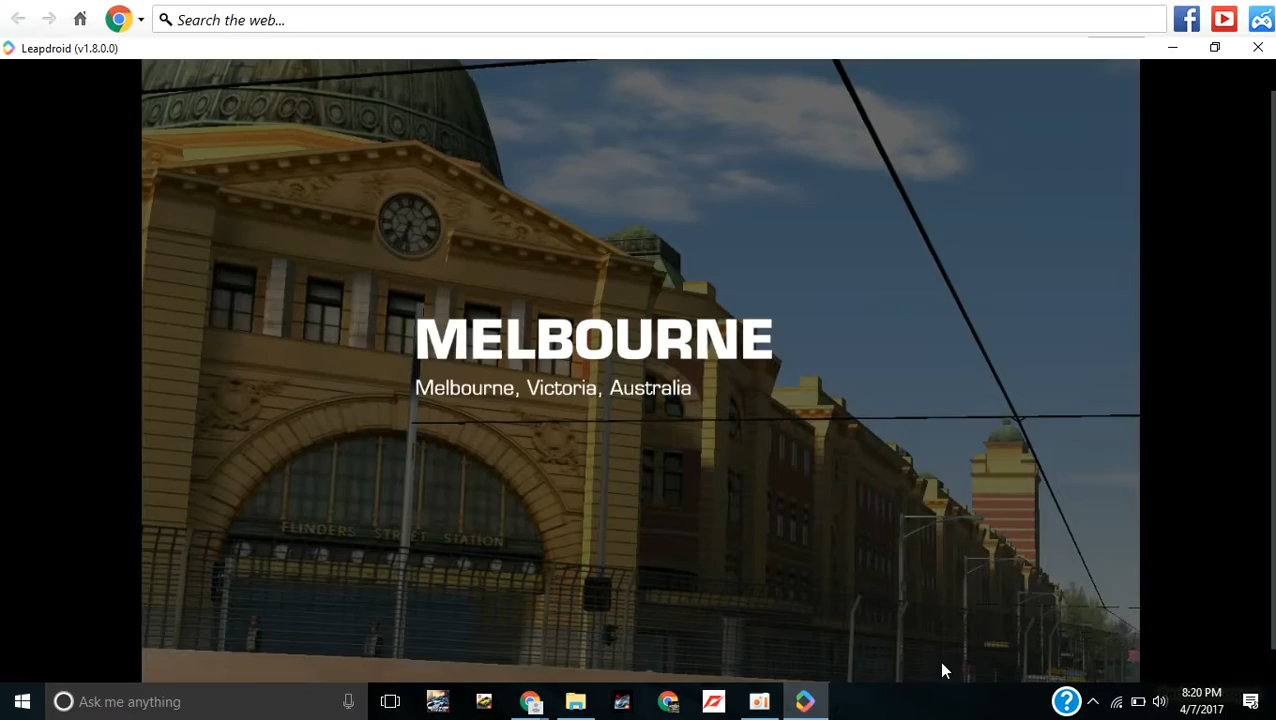 Search the web...
Leapdroid (v1.8.0.0)
MELBOURNE
Melbourne, Victoria, Australia
FLINDERS STREET STATION
Ask me anything
8:20 PM
4/7/2017